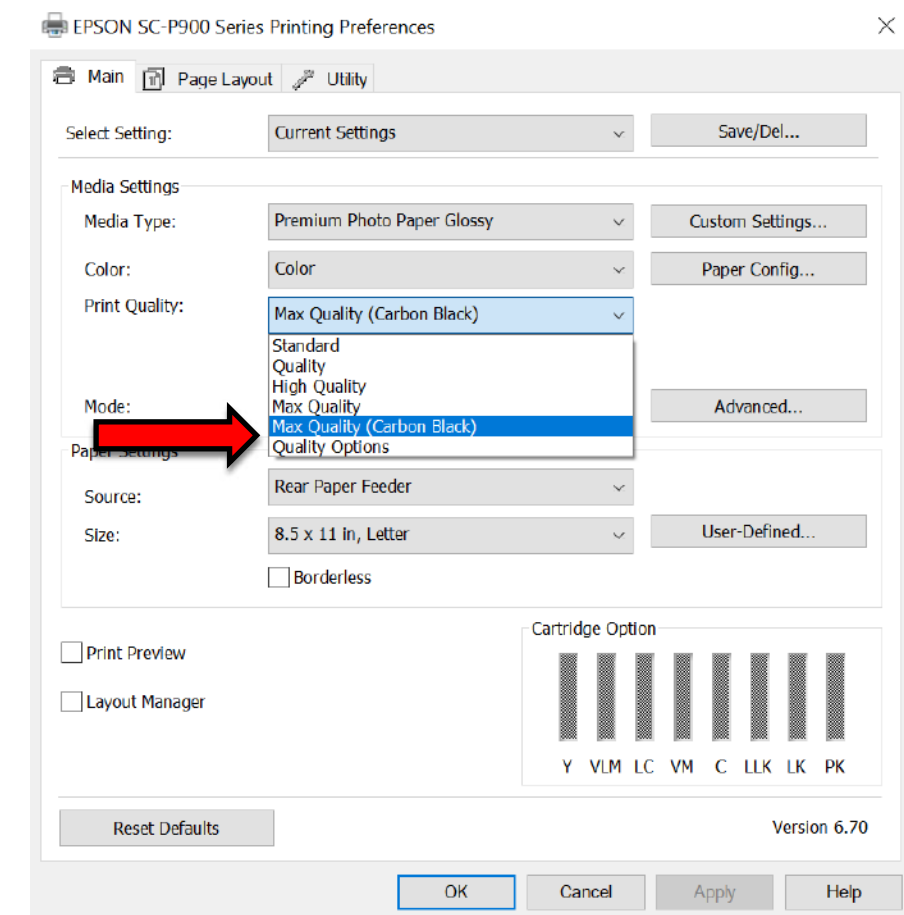 EPSON SC-P900 Series Printing Preferences
Main Page Layout Utility
Select Setting: Current Settings Save/Del...
Media Settings
Media Type: Premium Photo Paper Glossy Custom Settings...
Color: Color Paper Config...
Print Quality: Max Quality (Carbon Black)
Standard
Quality
High Quality
Mode: Max Quality Advanced...
Max Quality (Carbon Black)
Quality Options
Paper Settings
Source: Rear Paper Feeder
Size: 8.5 x 11 in, Letter User-Defined...
Borderless
Cartridge Option
Print Preview
Layout Manager
Y VLM LC VM C LLK LK PK
Reset Defaults Version 6.70
OK Cancel Apply Help